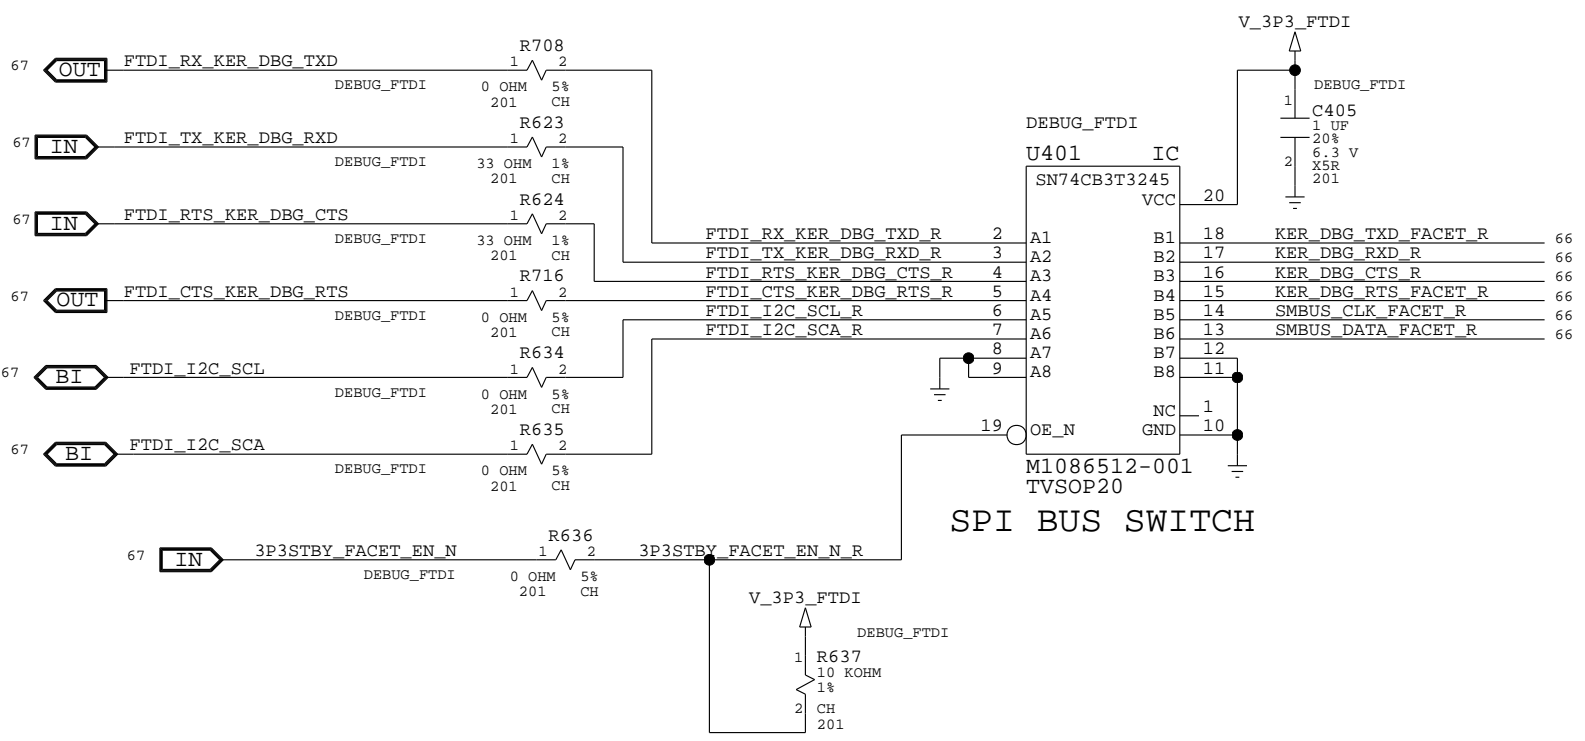 V_3P3_FTDI
67 OUT FTDI_RX_KER_DBG_TXD
R708
1 2
DEBUG_FTDI
0 OHM 5%
201 CH
DEBUG_FTDI
1
C405
1 UF
20%
6.3 V
X5R
201
2
67 IN FTDI_TX_KER_DBG_RXD
R623
1 2
DEBUG_FTDI
33 OHM 1%
201 CH
67 IN FTDI_RTS_KER_DBG_CTS
R624
1 2
DEBUG_FTDI
33 OHM 1%
201 CH
67 OUT FTDI_CTS_KER_DBG_RTS
R716
1 2
DEBUG_FTDI
0 OHM 5%
201 CH
67 BI FTDI_I2C_SCL
R634
1 2
DEBUG_FTDI
0 OHM 5%
201 CH
67 BI FTDI_I2C_SCA
R635
1 2
DEBUG_FTDI
0 OHM 5%
201 CH
DEBUG_FTDI
U401 IC
SN74CB3T3245
VCC 20
FTDI_RX_KER_DBG_TXD_R 2 A1 B1 18 KER_DBG_TXD_FACET_R 66
FTDI_TX_KER_DBG_RXD_R 3 A2 B2 17 KER_DBG_RXD_R 66
FTDI_RTS_KER_DBG_CTS_R 4 A3 B3 16 KER_DBG_CTS_R 66
FTDI_CTS_KER_DBG_RTS_R 5 A4 B4 15 KER_DBG_RTS_FACET_R 66
FTDI_I2C_SCL_R 6 A5 B5 14 SMBUS_CLK_FACET_R 66
FTDI_I2C_SCA_R 7 A6 B6 13 SMBUS_DATA_FACET_R 66
8 A7 B7 12
9 A8 B8 11
NC 1
19 OE_N GND 10
M1086512-001
TVSOP20
SPI BUS SWITCH
67 IN 3P3STBY_FACET_EN_N
R636
1 2
3P3STBY_FACET_EN_N_R
DEBUG_FTDI
0 OHM 5%
201 CH
V_3P3_FTDI
DEBUG_FTDI
1 R637
10 KOHM
1%
2 CH
201